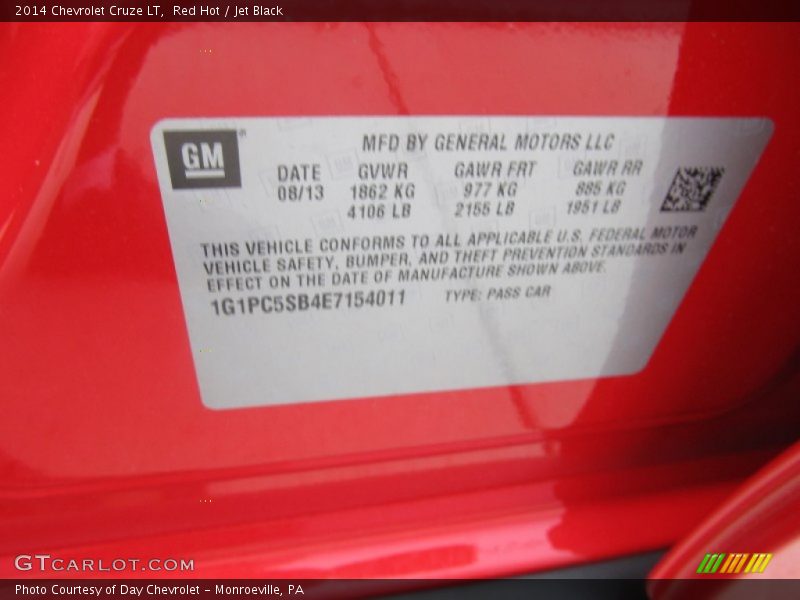 2014 Chevrolet Cruze LT,  Red Hot / Jet Black
GM®
MFD BY GENERAL MOTORS LLC
DATE GVWR GAWR FRT GAWR RR
08/13 1862 KG 977 KG 885 KG
4106 LB 2155 LB 1951 LB
THIS VEHICLE CONFORMS TO ALL APPLICABLE U.S. FEDERAL MOTOR
VEHICLE SAFETY, BUMPER, AND THEFT PREVENTION STANDARDS IN
EFFECT ON THE DATE OF MANUFACTURE SHOWN ABOVE.
1G1PC5SB4E7154011 TYPE: PASS CAR
GTCARLOT.COM
Photo Courtesy of Day Chevrolet - Monroeville, PA